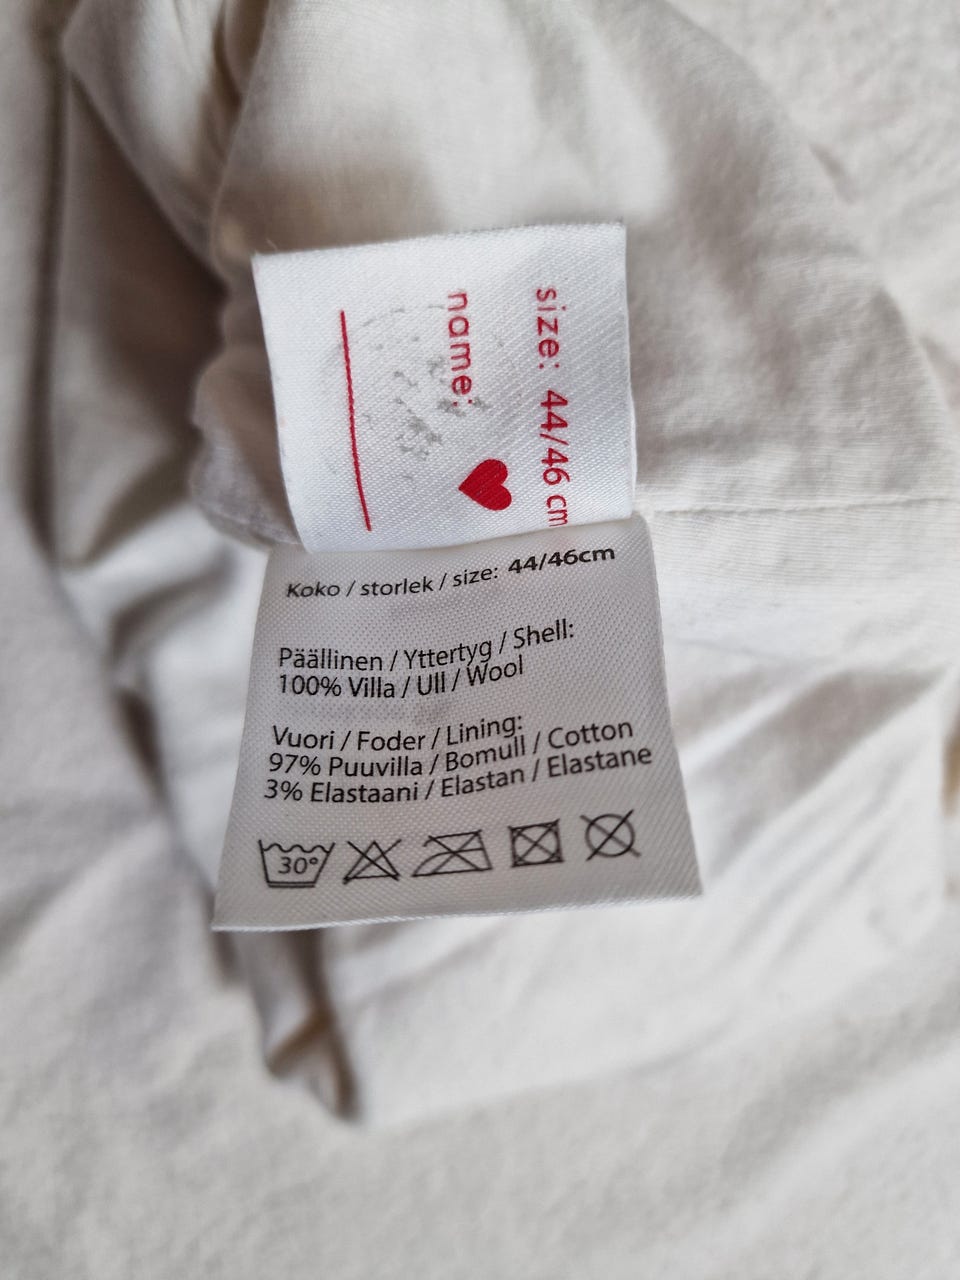 size: 44/46 cm
name:
Koko / storlek / size: 44/46cm
Päällinen / Yttertyg / Shell:
100% Villa / Ull / Wool
Vuori / Foder / Lining:
97% Puuvilla / Bomull / Cotton
3% Elastaani / Elastan / Elastane
30°